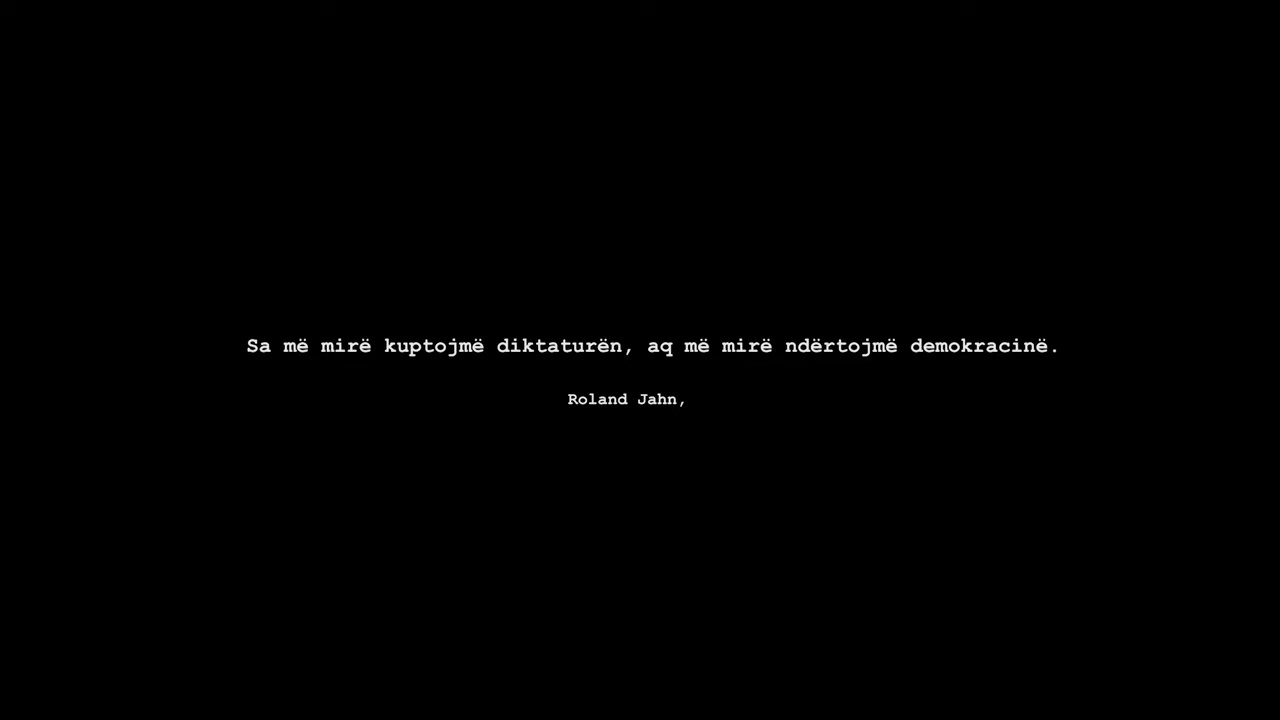 Sa më mirë kuptojmë diktaturën, aq më mirë ndërtojmë demokracinë.
Roland Jahn,